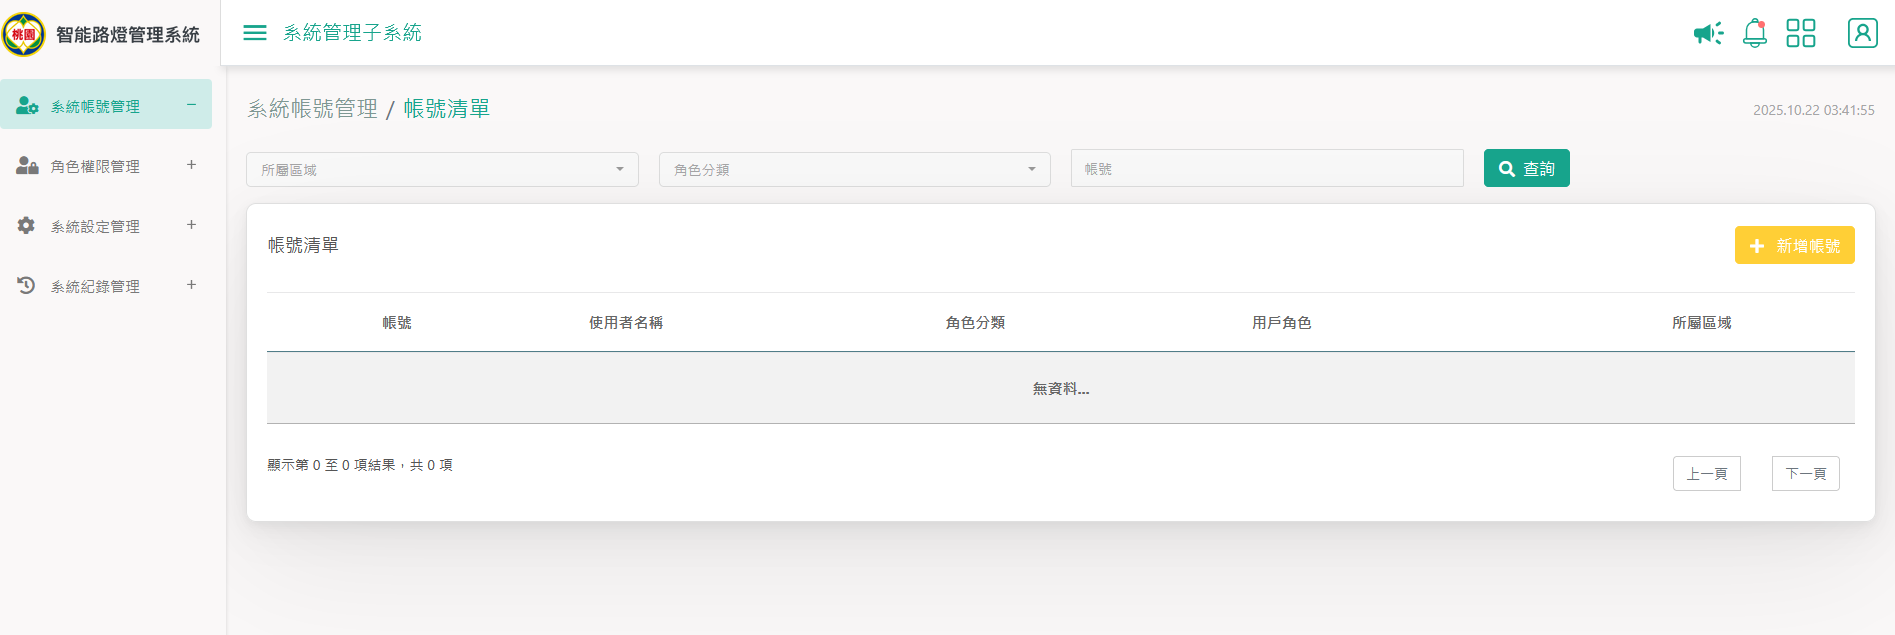 桃園
智能路燈管理系統
系統管理子系統
系統帳號管理
角色權限管理
系統設定管理
系統紀錄管理
系統帳號管理 / 帳號清單
2025.10.22 03:41:55
所屬區域
角色分類
帳號
查詢
帳號清單
新增帳號
帳號 使用者名稱 角色分類 用戶角色 所屬區域
無資料...
顯示第 0 至 0 項結果，共 0 項
上一頁 下一頁